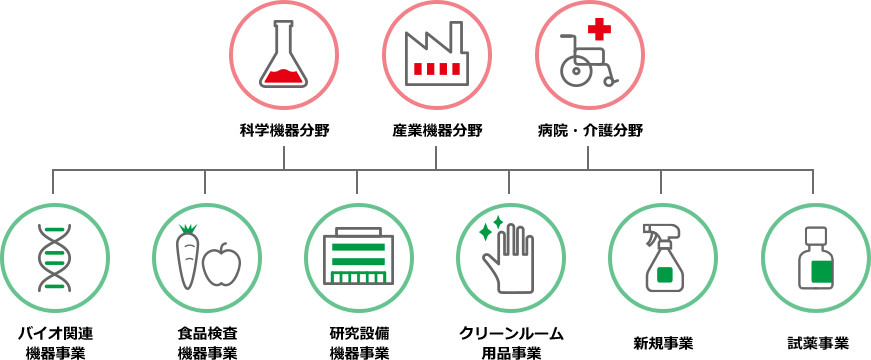 科学機器分野
産業機器分野
病院・介護分野
バイオ関連
機器事業
食品検査
機器事業
研究設備
機器事業
クリーンルーム
用品事業
新規事業
試薬事業